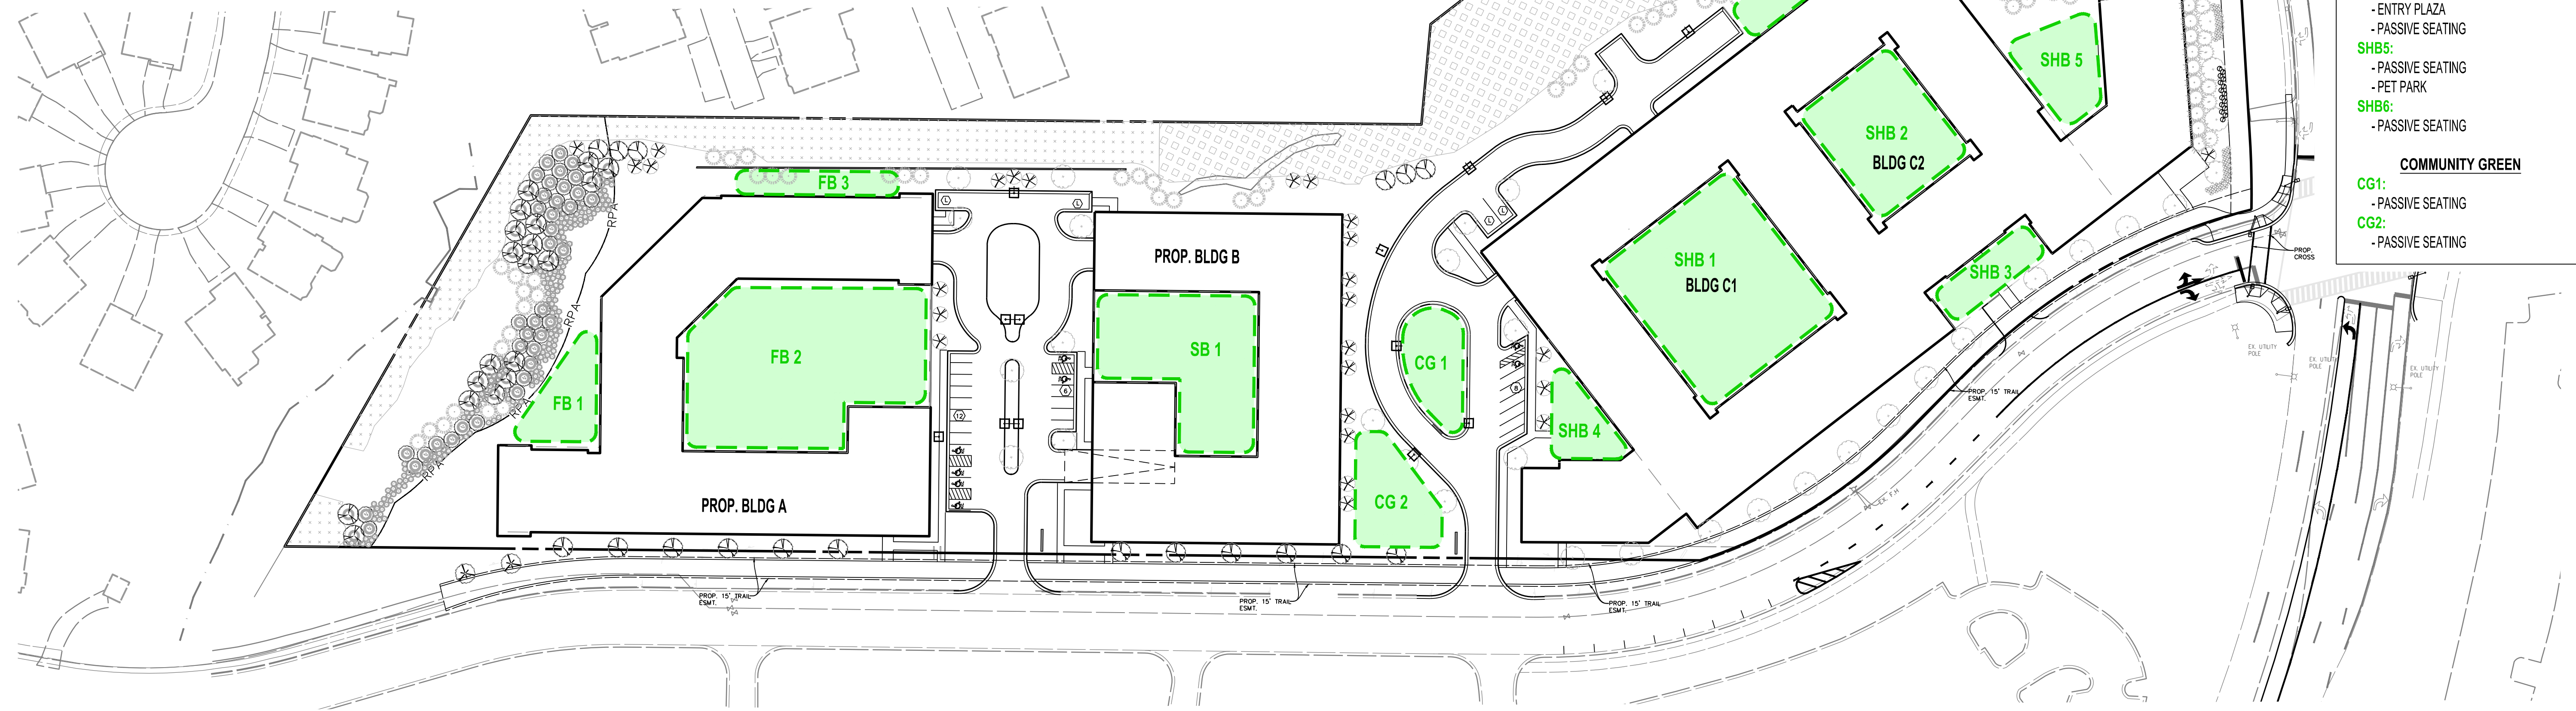 - ENTRY PLAZA
- PASSIVE SEATING
SHB5:
- PASSIVE SEATING
- PET PARK
SHB6:
- PASSIVE SEATING
COMMUNITY GREEN
CG1:
- PASSIVE SEATING
CG2:
- PASSIVE SEATING
SHB 5
SHB 2
BLDG C2
SHB 1
BLDG C1
SHB 3
SHB 4
FB 3
FB 2
FB 1
PROP. BLDG A
PROP. BLDG B
SB 1
CG 1
CG 2
RPA
RPA
RPA
RPA
L
L
L
L
12
6
8
PROP.
CROSS
EX. UTILITY
POLE
EX. UTILITY
POLE
EX. UTILITY
POLE
EX. F.H
PROP. 15' TRAIL
ESMT.
PROP. 15' TRAIL
ESMT.
PROP. 15' TRAIL
ESMT.
PROP. 15' TRAIL
ESMT.